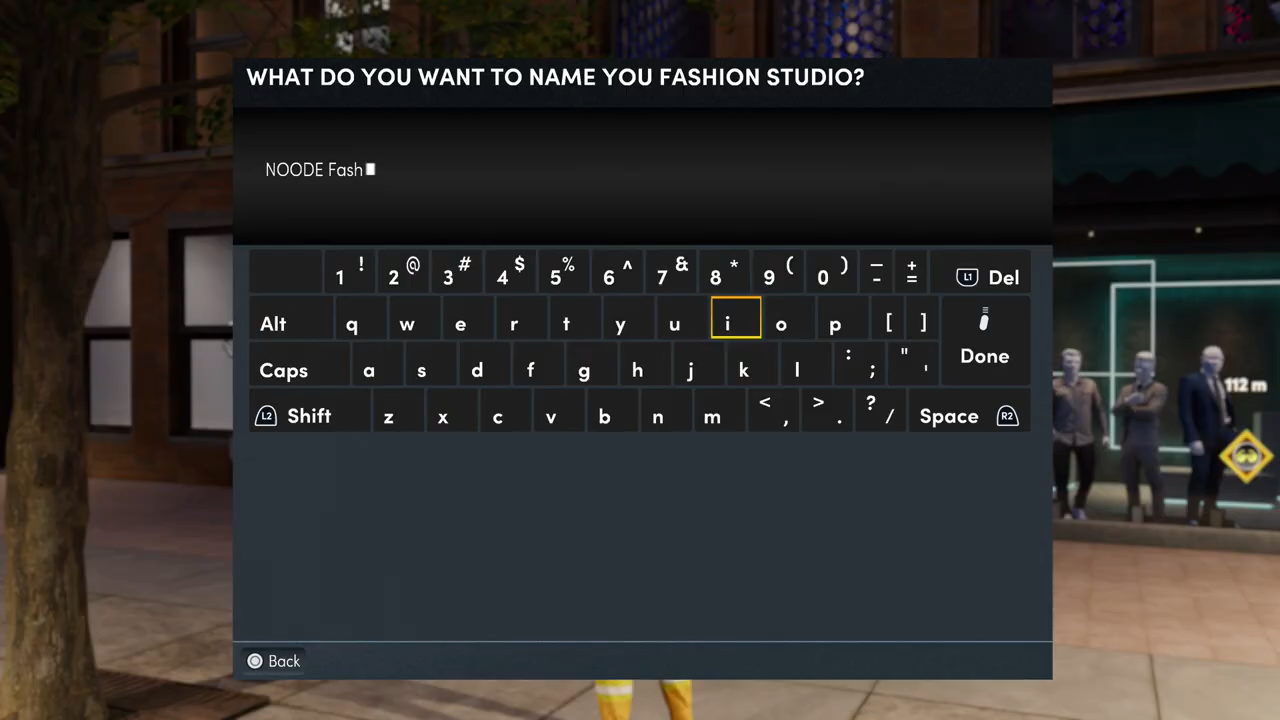 WHAT DO YOU WANT TO NAME YOU FASHION STUDIO?
NOODE Fash
1 ! 2 @ 3 # 4 $ 5 % 6 ^ 7 & 8 * 9 ( 0 ) - _ = + L1 Del
Alt q w e r t y u i o p [ ]
Done
Caps a s d f g h j k l ; : ' "
L2 Shift z x c v b n m , < . > / ? Space R2
112 m
Back